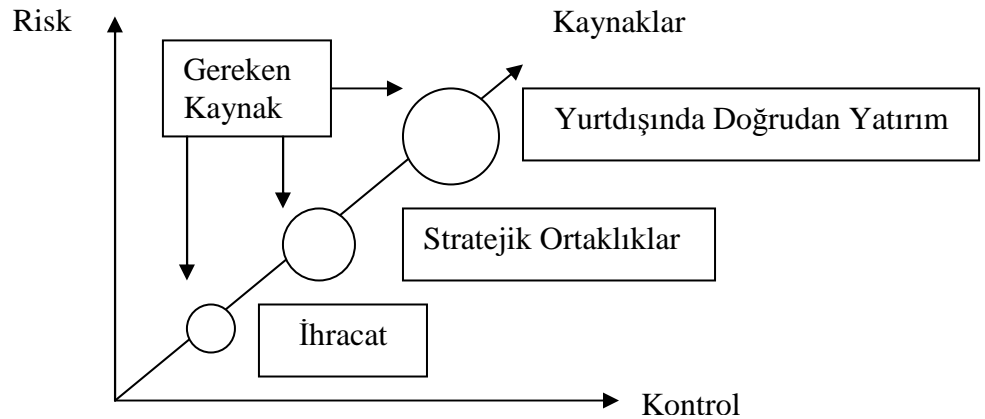 Risk
Kaynaklar
Gereken
Kaynak
Yurtdışında Doğrudan Yatırım
Stratejik Ortaklıklar
İhracat
Kontrol